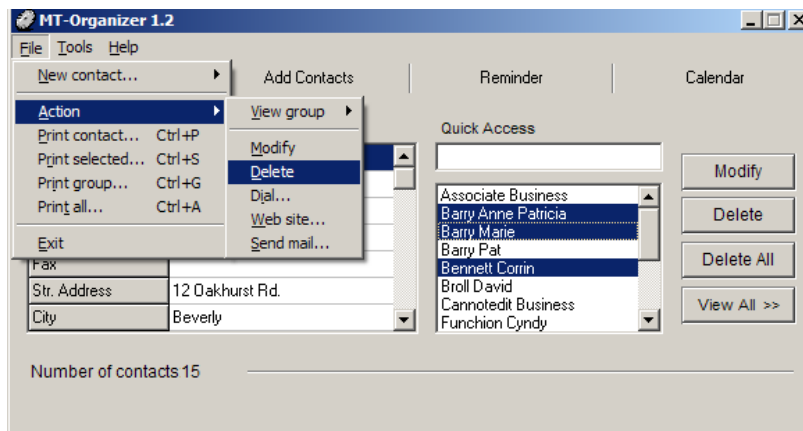 MT-Organizer 1.2
File Tools Help
New contact...
Action
Print contact... Ctrl+P
Print selected... Ctrl+S
Print group... Ctrl+G
Print all... Ctrl+A
Exit
View group
Modify
Delete
Dial...
Web site...
Send mail...
Add Contacts Reminder Calendar
Fax
Str. Address 12 Oakhurst Rd.
City Beverly
Quick Access
Associate Business
Barry Anne Patricia
Barry Marie
Barry Pat
Bennett Corrin
Broll David
Cannotedit Business
Funchion Cyndy
Modify
Delete
Delete All
View All >>
Number of contacts 15